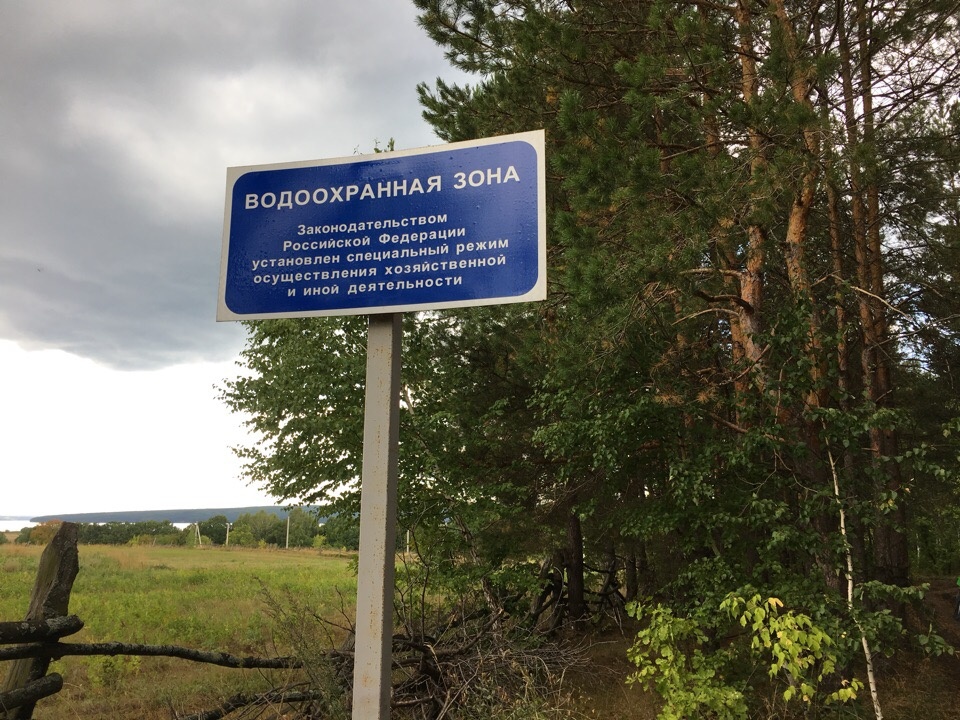 ВОДООХРАННАЯ ЗОНА
Законодательством
Российской Федерации
установлен специальный режим
осуществления хозяйственной
и иной деятельности